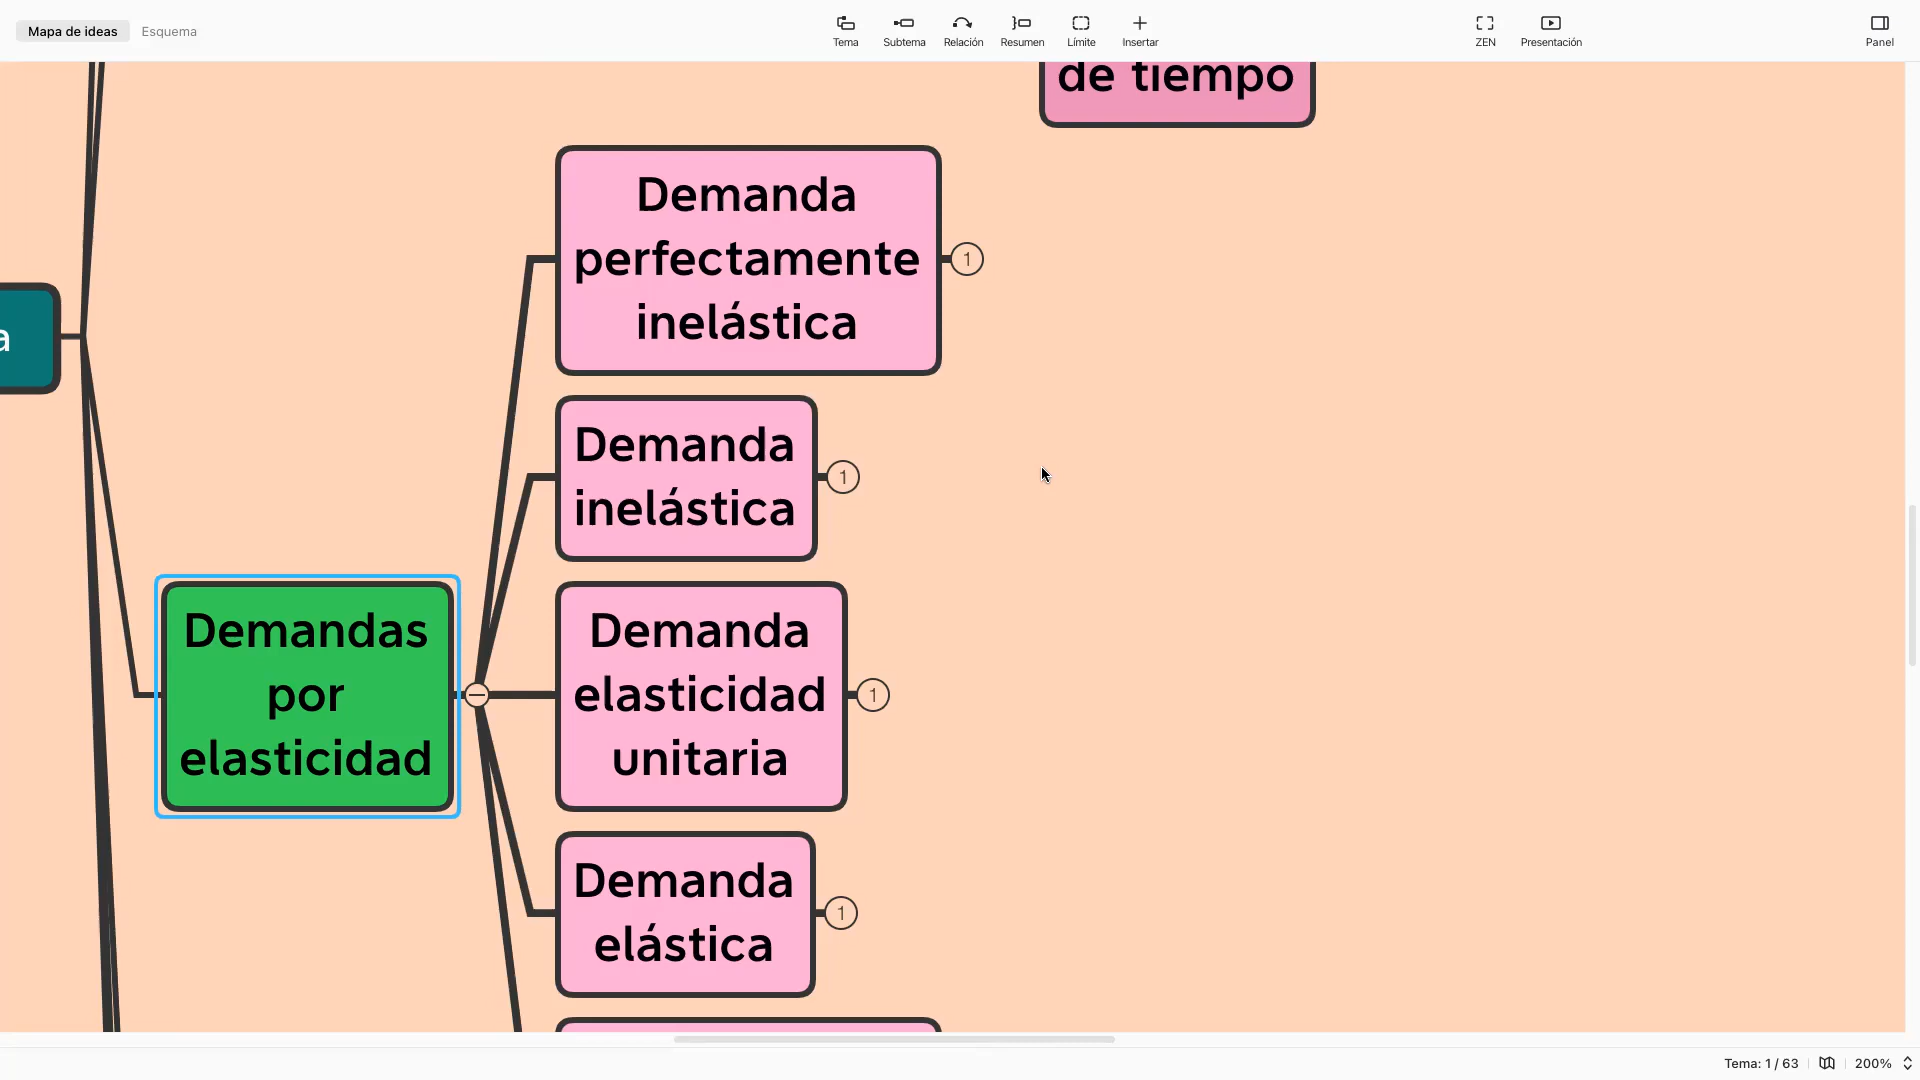 Mapa de ideas
Esquema
Tema
Subtema
Relación
Resumen
Límite
Insertar
ZEN
Presentación
Panel
de tiempo
Demanda
perfectamente
inelástica
1
Demanda
inelástica
1
a
Demandas
por
elasticidad
Demanda
elasticidad
unitaria
1
Demanda
elástica
1
Tema: 1 / 63
200%